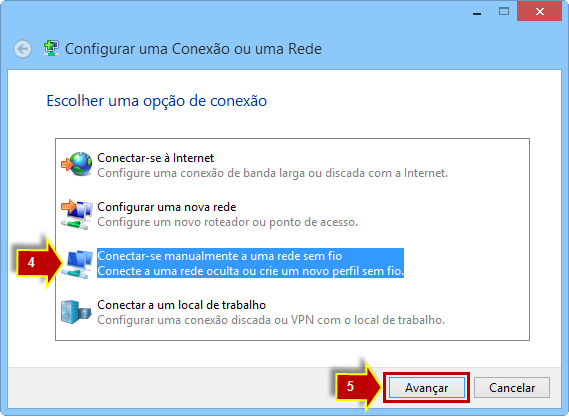 Configurar uma Conexão ou uma Rede
Escolher uma opção de conexão
Conectar-se à Internet
Configure uma conexão de banda larga ou discada com a Internet.
Configurar uma nova rede
Configure um novo roteador ou ponto de acesso.
4
Conectar-se manualmente a uma rede sem fio
Conecte a uma rede oculta ou crie um novo perfil sem fio.
Conectar a um local de trabalho
Configurar uma conexão discada ou VPN com o local de trabalho.
5
Avançar
Cancelar